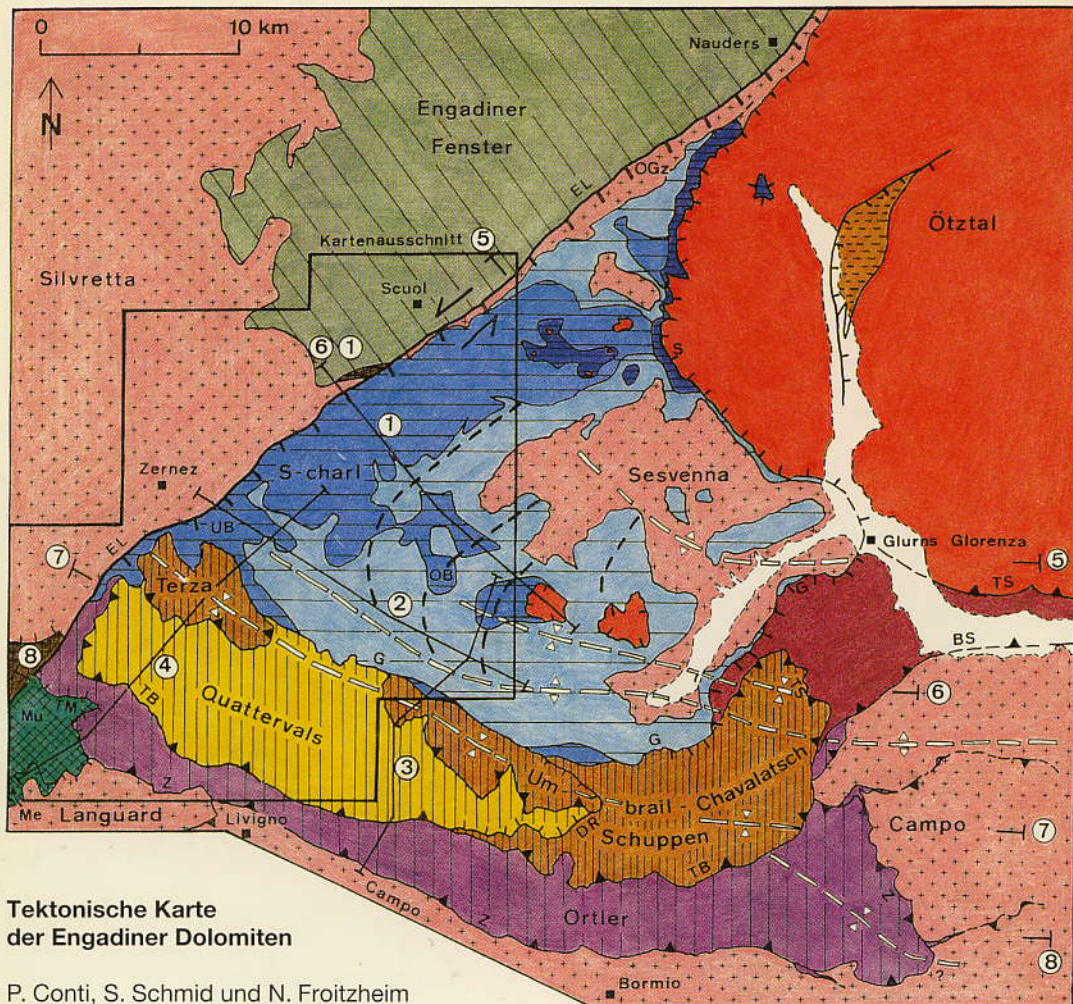 0 10 km
N
Nauders
Engadiner
Fenster
EL
OGz
Kartenausschnitt 5
Scuol
Silvretta
Ötztal
6 1
S
1
Zernez
S-charl
Sesvenna
UB
OB
EL
7
Terza
2
Glurns Glorenza
TS
5
G
BS
8
4
TB
G
S
6
Mu
TM
Quattervals
3
Um-
brail - Chavalatsch
G
Z
DR
Schuppen
TB
Me Languard
Livigno
Campo
7
Campo
Z
Z
Ortler
8
?
Bormio
Tektonische Karte
der Engadiner Dolomiten
P. Conti, S. Schmid und N. Froitzheim